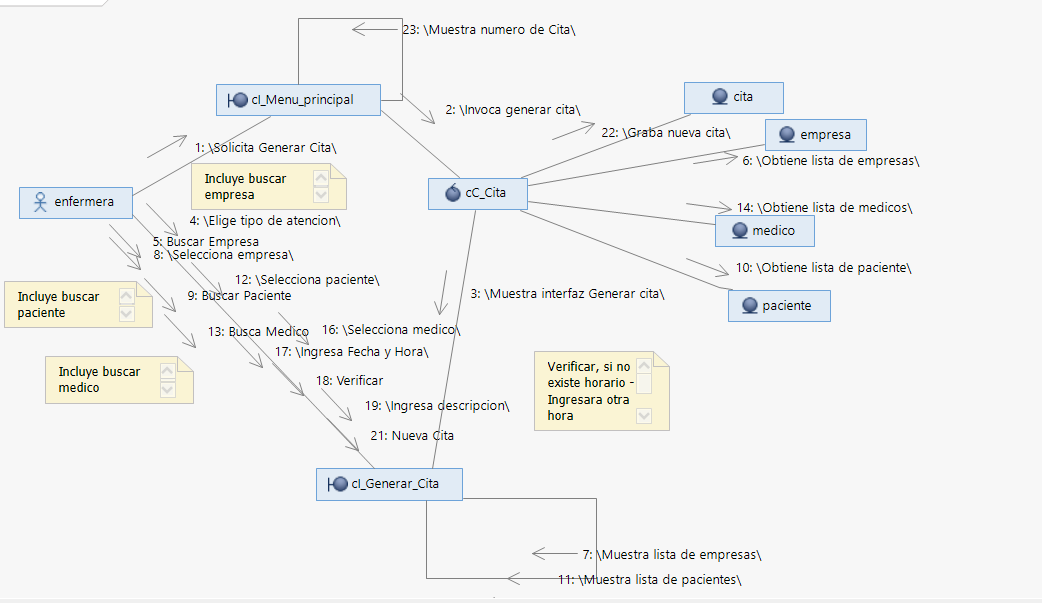 23: \Muestra numero de Cita\
cI_Menu_principal
cita
2: \Invoca generar cita\
22: \Graba nueva cita\
empresa
1: \Solicita Generar Cita\
6: \Obtiene lista de empresas\
Incluye buscar
empresa
cC_Cita
enfermera
14: \Obtiene lista de medicos\
4: \Elige tipo de atencion\
medico
5: Buscar Empresa
8: \Selecciona empresa\
10: \Obtiene lista de paciente\
12: \Selecciona paciente\
9: Buscar Paciente
3: \Muestra interfaz Generar cita\
Incluye buscar
paciente
paciente
13: Busca Medico
16: \Selecciona medico\
17: \Ingresa Fecha y Hora\
Incluye buscar
medico
18: Verificar
Verificar, si no
existe horario -
Ingresara otra
hora
19: \Ingresa descripcion\
21: Nueva Cita
cI_Generar_Cita
7: \Muestra lista de empresas\
11: \Muestra lista de pacientes\